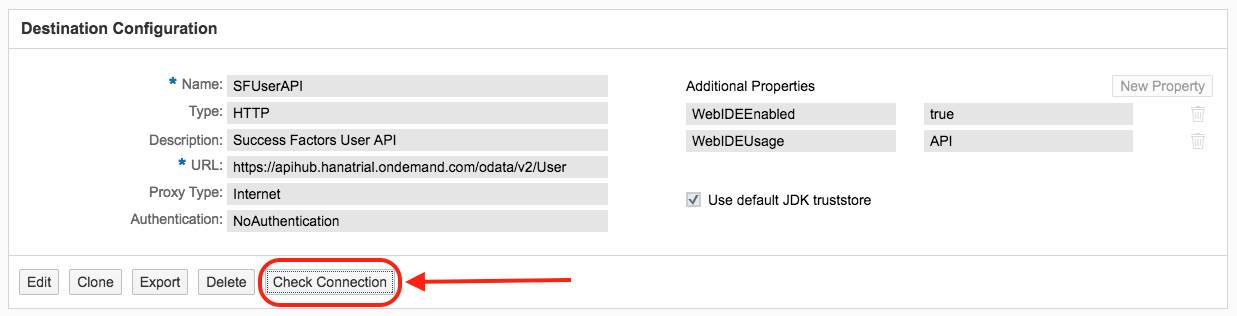 Destination Configuration
* Name: SFUserAPI
Type: HTTP
Description: Success Factors User API
* URL: https://apihub.hanatrial.ondemand.com/odata/v2/User
Proxy Type: Internet
Authentication: NoAuthentication
Additional Properties New Property
WebIDEEnabled true
WebIDEUsage API
Use default JDK truststore
Edit Clone Export Delete Check Connection